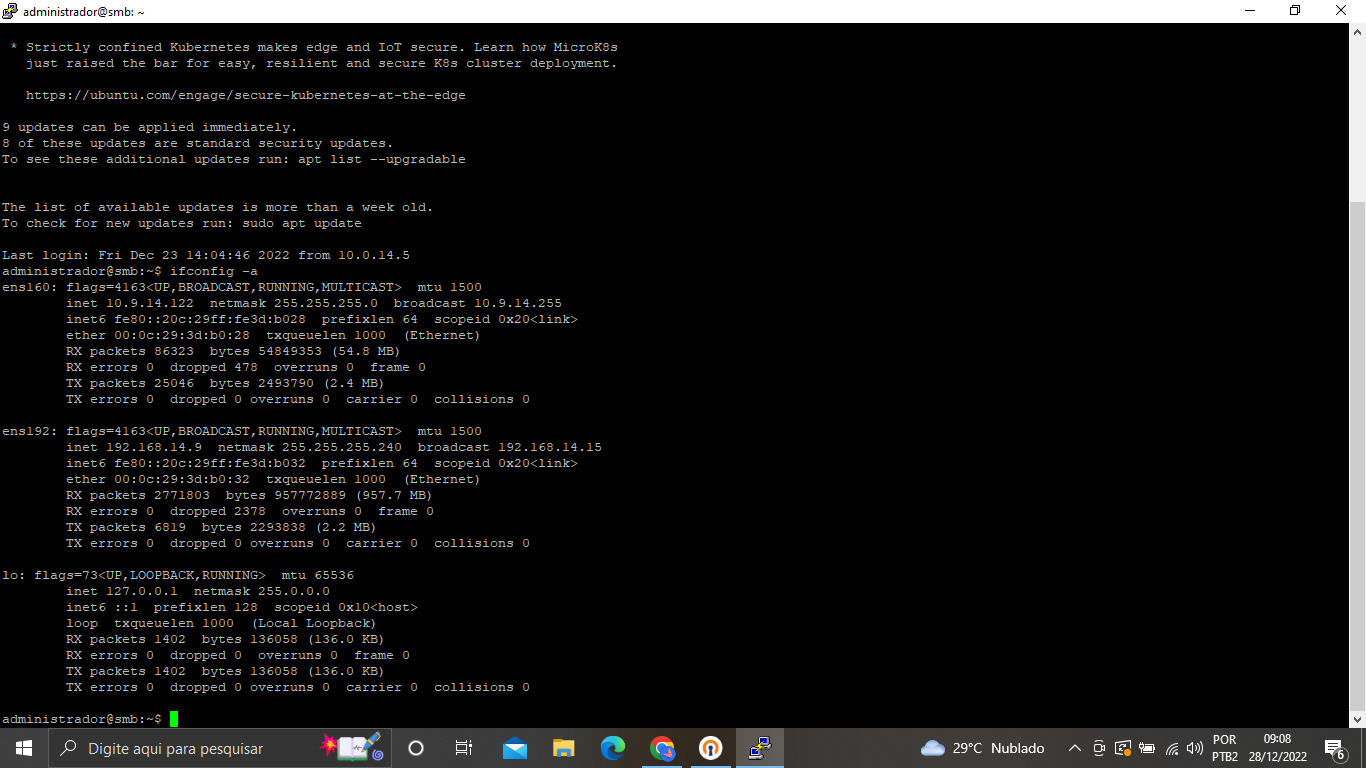 administrador@smb: ~
* Strictly confined Kubernetes makes edge and IoT secure. Learn how MicroK8s
just raised the bar for easy, resilient and secure K8s cluster deployment.
https://ubuntu.com/engage/secure-kubernetes-at-the-edge
9 updates can be applied immediately.
8 of these updates are standard security updates.
To see these additional updates run: apt list --upgradable
The list of available updates is more than a week old.
To check for new updates run: sudo apt update
Last login: Fri Dec 23 14:04:46 2022 from 10.0.14.5
administrador@smb:~$ ifconfig -a
ens160: flags=4163<UP,BROADCAST,RUNNING,MULTICAST>  mtu 1500
inet 10.9.14.122  netmask 255.255.255.0  broadcast 10.9.14.255
inet6 fe80::20c:29ff:fe3d:b028  prefixlen 64  scopeid 0x20<link>
ether 00:0c:29:3d:b0:28  txqueuelen 1000  (Ethernet)
RX packets 86323  bytes 54849353 (54.8 MB)
RX errors 0  dropped 478  overruns 0  frame 0
TX packets 25046  bytes 2493790 (2.4 MB)
TX errors 0  dropped 0 overruns 0  carrier 0  collisions 0
ens192: flags=4163<UP,BROADCAST,RUNNING,MULTICAST>  mtu 1500
inet 192.168.14.9  netmask 255.255.255.240  broadcast 192.168.14.15
inet6 fe80::20c:29ff:fe3d:b032  prefixlen 64  scopeid 0x20<link>
ether 00:0c:29:3d:b0:32  txqueuelen 1000  (Ethernet)
RX packets 2771803  bytes 957772889 (957.7 MB)
RX errors 0  dropped 2378  overruns 0  frame 0
TX packets 6819  bytes 2293838 (2.2 MB)
TX errors 0  dropped 0 overruns 0  carrier 0  collisions 0
lo: flags=73<UP,LOOPBACK,RUNNING>  mtu 65536
inet 127.0.0.1  netmask 255.0.0.0
inet6 ::1  prefixlen 128  scopeid 0x10<host>
loop  txqueuelen 1000  (Local Loopback)
RX packets 1402  bytes 136058 (136.0 KB)
RX errors 0  dropped 0  overruns 0  frame 0
TX packets 1402  bytes 136058 (136.0 KB)
TX errors 0  dropped 0 overruns 0  carrier 0  collisions 0
administrador@smb:~$
Digite aqui para pesquisar
29°C Nublado
POR
PTB2
09:08
28/12/2022
6